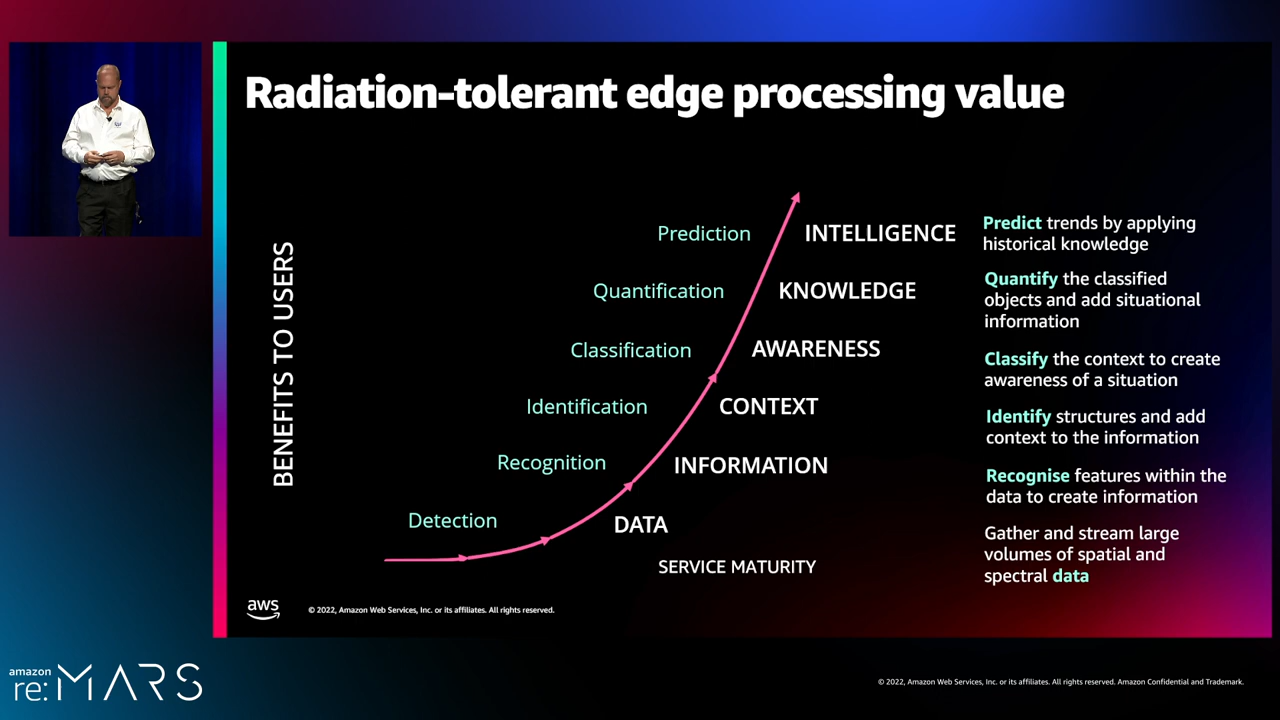 Radiation-tolerant edge processing value
BENEFITS TO USERS
Prediction
INTELLIGENCE
Predict trends by applying
historical knowledge
Quantification
KNOWLEDGE
Quantify the classified
objects and add situational
information
Classification
AWARENESS
Classify the context to create
awareness of a situation
Identification
CONTEXT
Identify structures and add
context to the information
Recognition
INFORMATION
Recognise features within the
data to create information
Detection
DATA
Gather and stream large
volumes of spatial and
spectral data
SERVICE MATURITY
aws
© 2022, Amazon Web Services, Inc. or its affiliates. All rights reserved.
amazon
re:MARS
© 2022, Amazon Web Services, Inc. or its affiliates. All rights reserved. Amazon Confidential and Trademark.